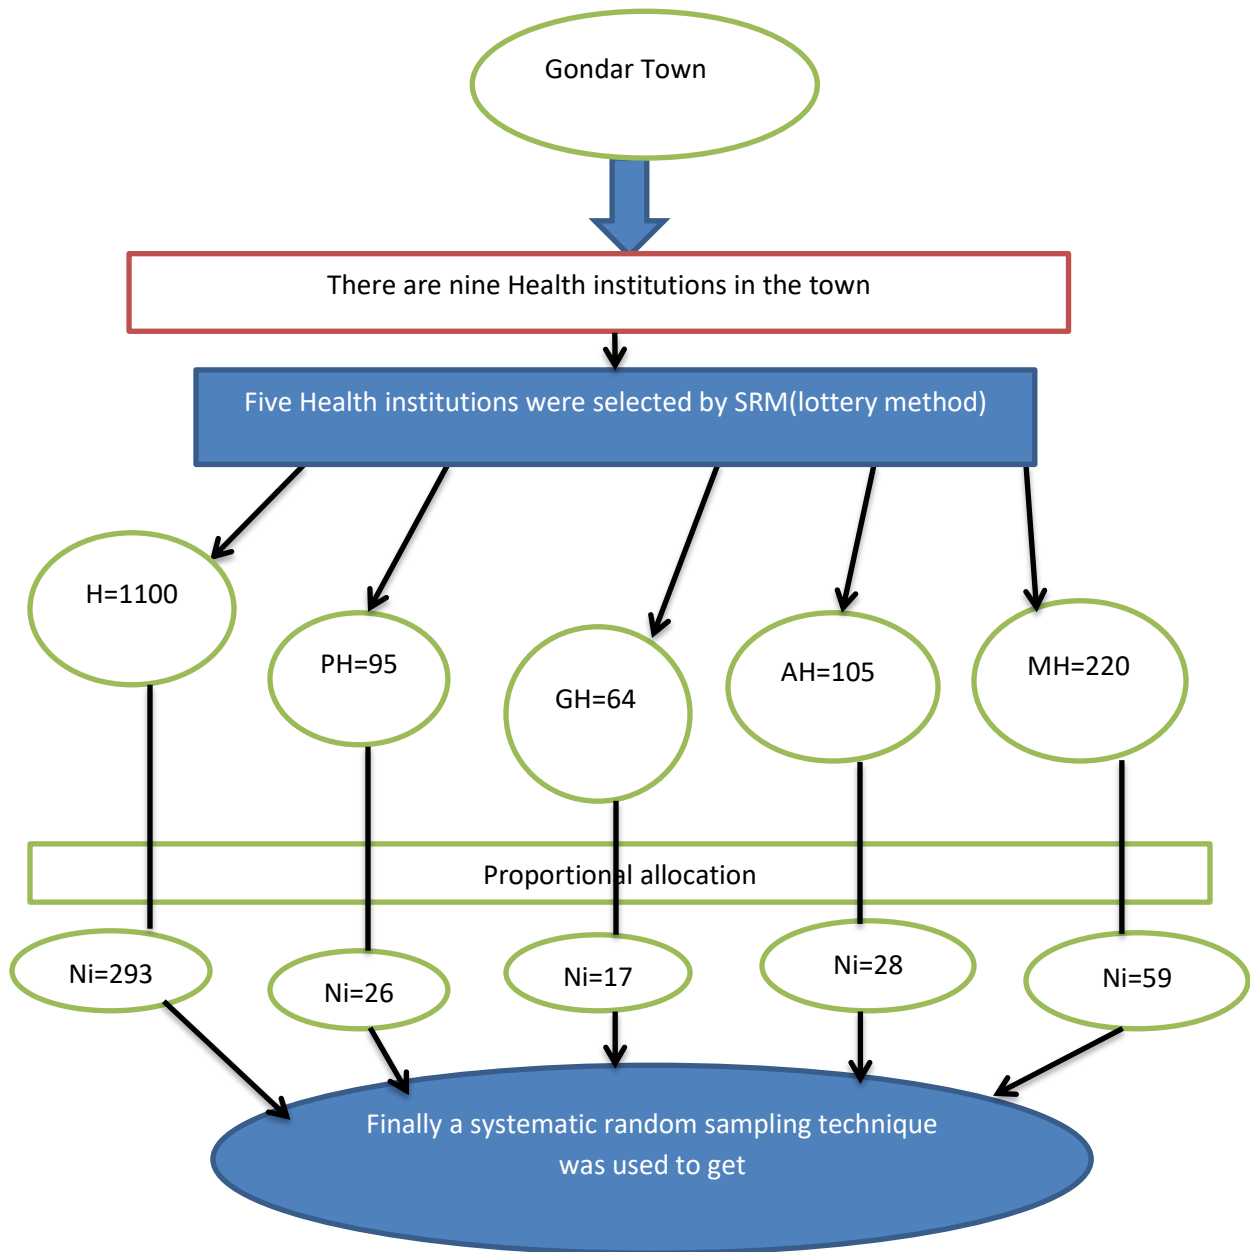 Gondar Town
There are nine Health institutions in the town
Five Health institutions were selected by SRM(lottery method)
H=1100
PH=95
GH=64
AH=105
MH=220
Proportional allocation
Ni=293
Ni=26
Ni=17
Ni=28
Ni=59
Finally a systematic random sampling technique
was used to get